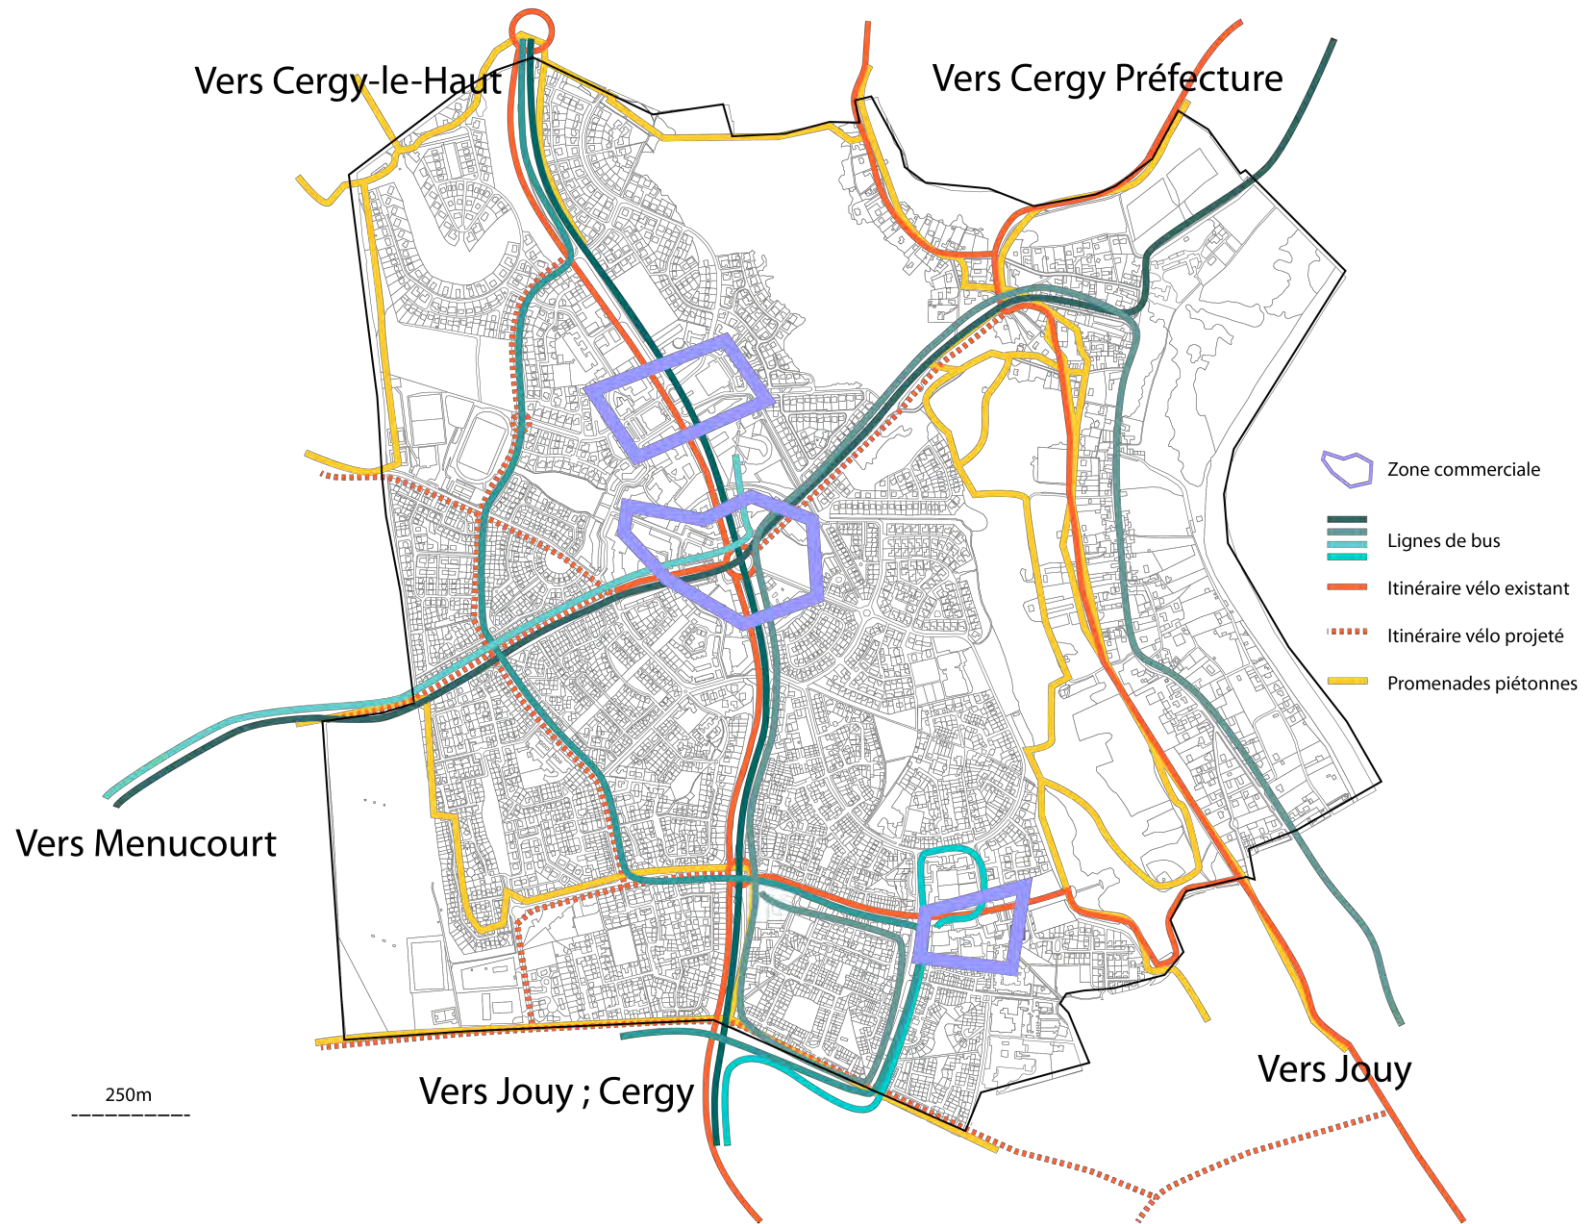 Vers Cergy-le-Haut
Vers Cergy Préfecture
Zone commerciale
Lignes de bus
Itinéraire vélo existant
Itinéraire vélo projeté
Promenades piétonnes
Vers Menucourt
Vers Jouy ; Cergy
Vers Jouy
250m